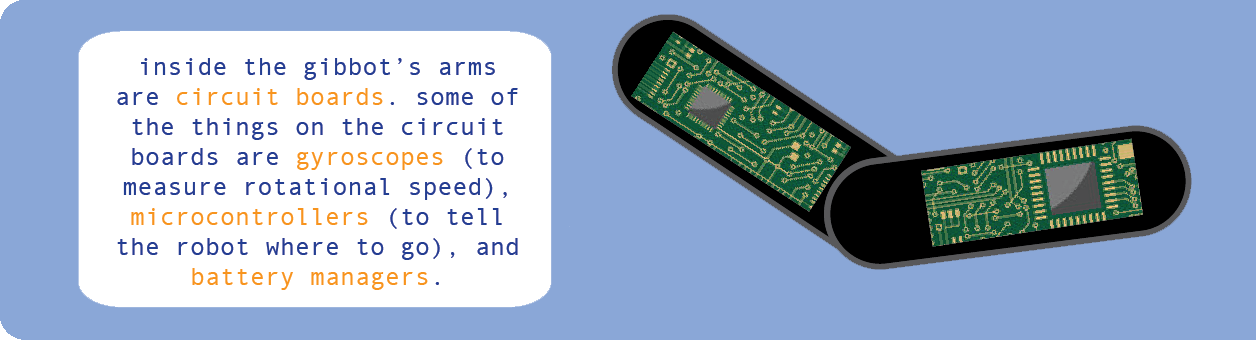 inside the gibbot's arms
are circuit boards. some of
the things on the circuit
boards are gyroscopes (to
measure rotational speed),
microcontrollers (to tell
the robot where to go), and
battery managers.